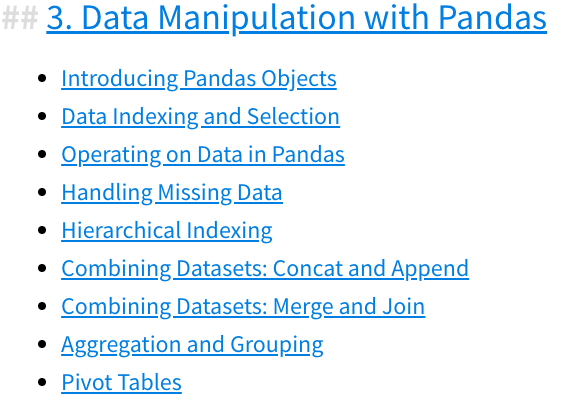 ## 3. Data Manipulation with Pandas
• Introducing Pandas Objects
• Data Indexing and Selection
• Operating on Data in Pandas
• Handling Missing Data
• Hierarchical Indexing
• Combining Datasets: Concat and Append
• Combining Datasets: Merge and Join
• Aggregation and Grouping
• Pivot Tables